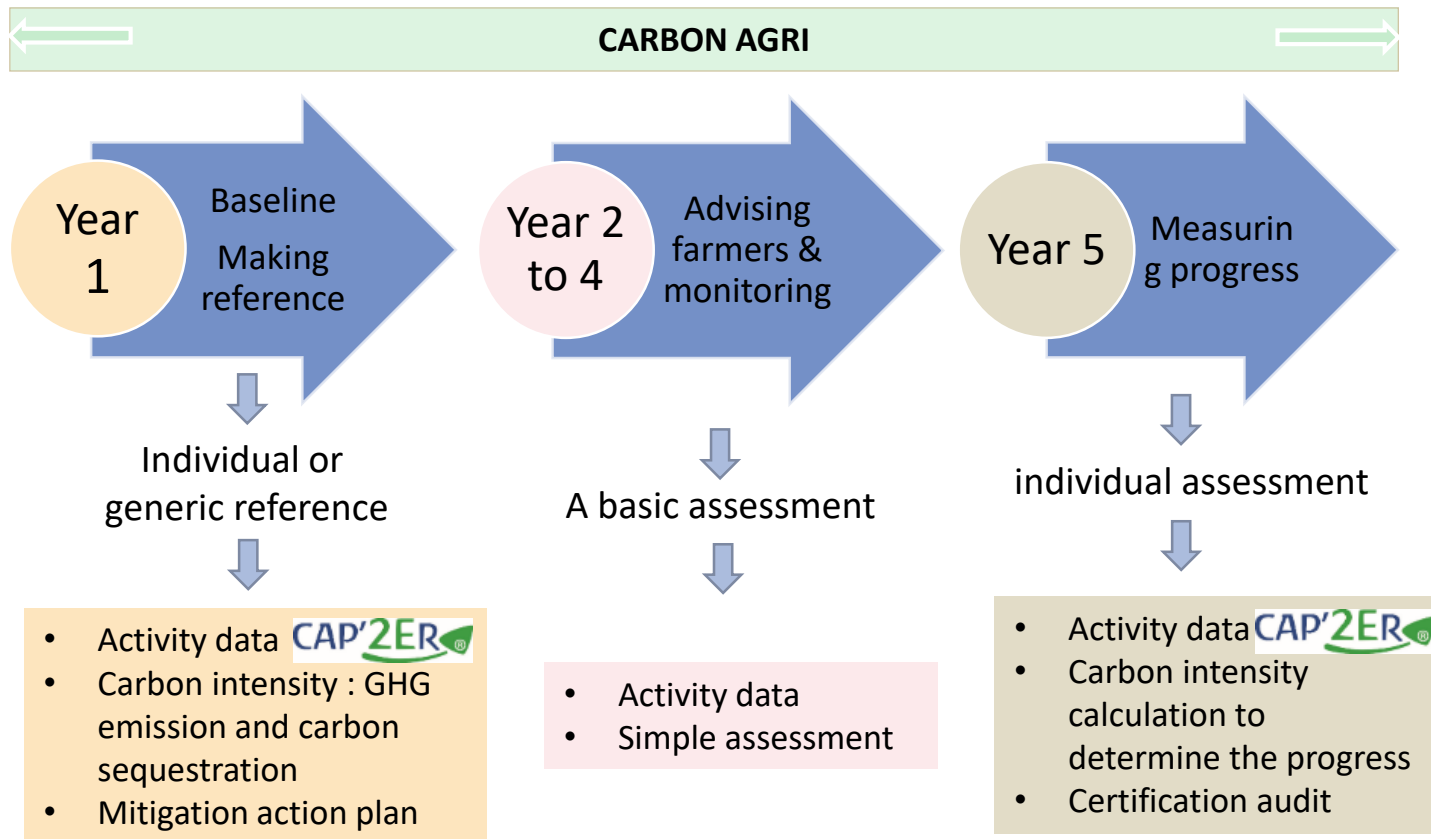 CARBON AGRI
Year
1
Baseline
Making
reference
Year 2
to 4
Advising
farmers &
monitoring
Year 5
Measurin
g progress
Individual or
generic reference
A basic assessment
individual assessment
• Activity data CAP'2ER®
• Carbon intensity : GHG
emission and carbon
sequestration
• Mitigation action plan
• Activity data
• Simple assessment
• Activity data CAP'2ER®
• Carbon intensity
calculation to
determine the progress
• Certification audit